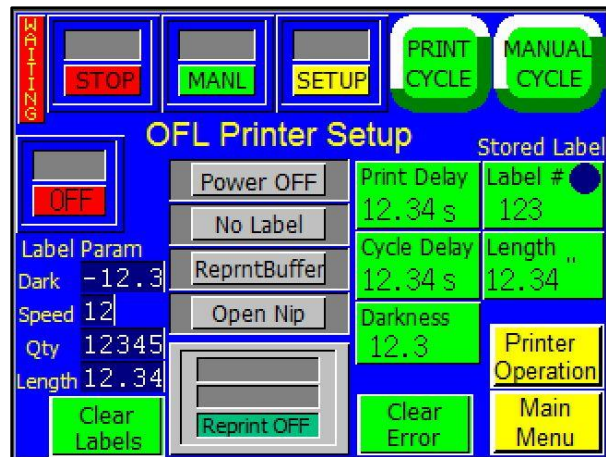 WAITING
STOP
MANL
SETUP
PRINT
CYCLE
MANUAL
CYCLE
OFL Printer Setup
Stored Label
OFF
Power OFF
No Label
ReprntBuffer
Open Nip
Print Delay
12.34 s
Label #
123
Cycle Delay
12.34 s
Length
12.34 "
Darkness
12.3
Label Param
Dark -12.3
Speed 12
Qty 12345
Length 12.34
Clear
Labels
Reprint OFF
Clear
Error
Printer
Operation
Main
Menu